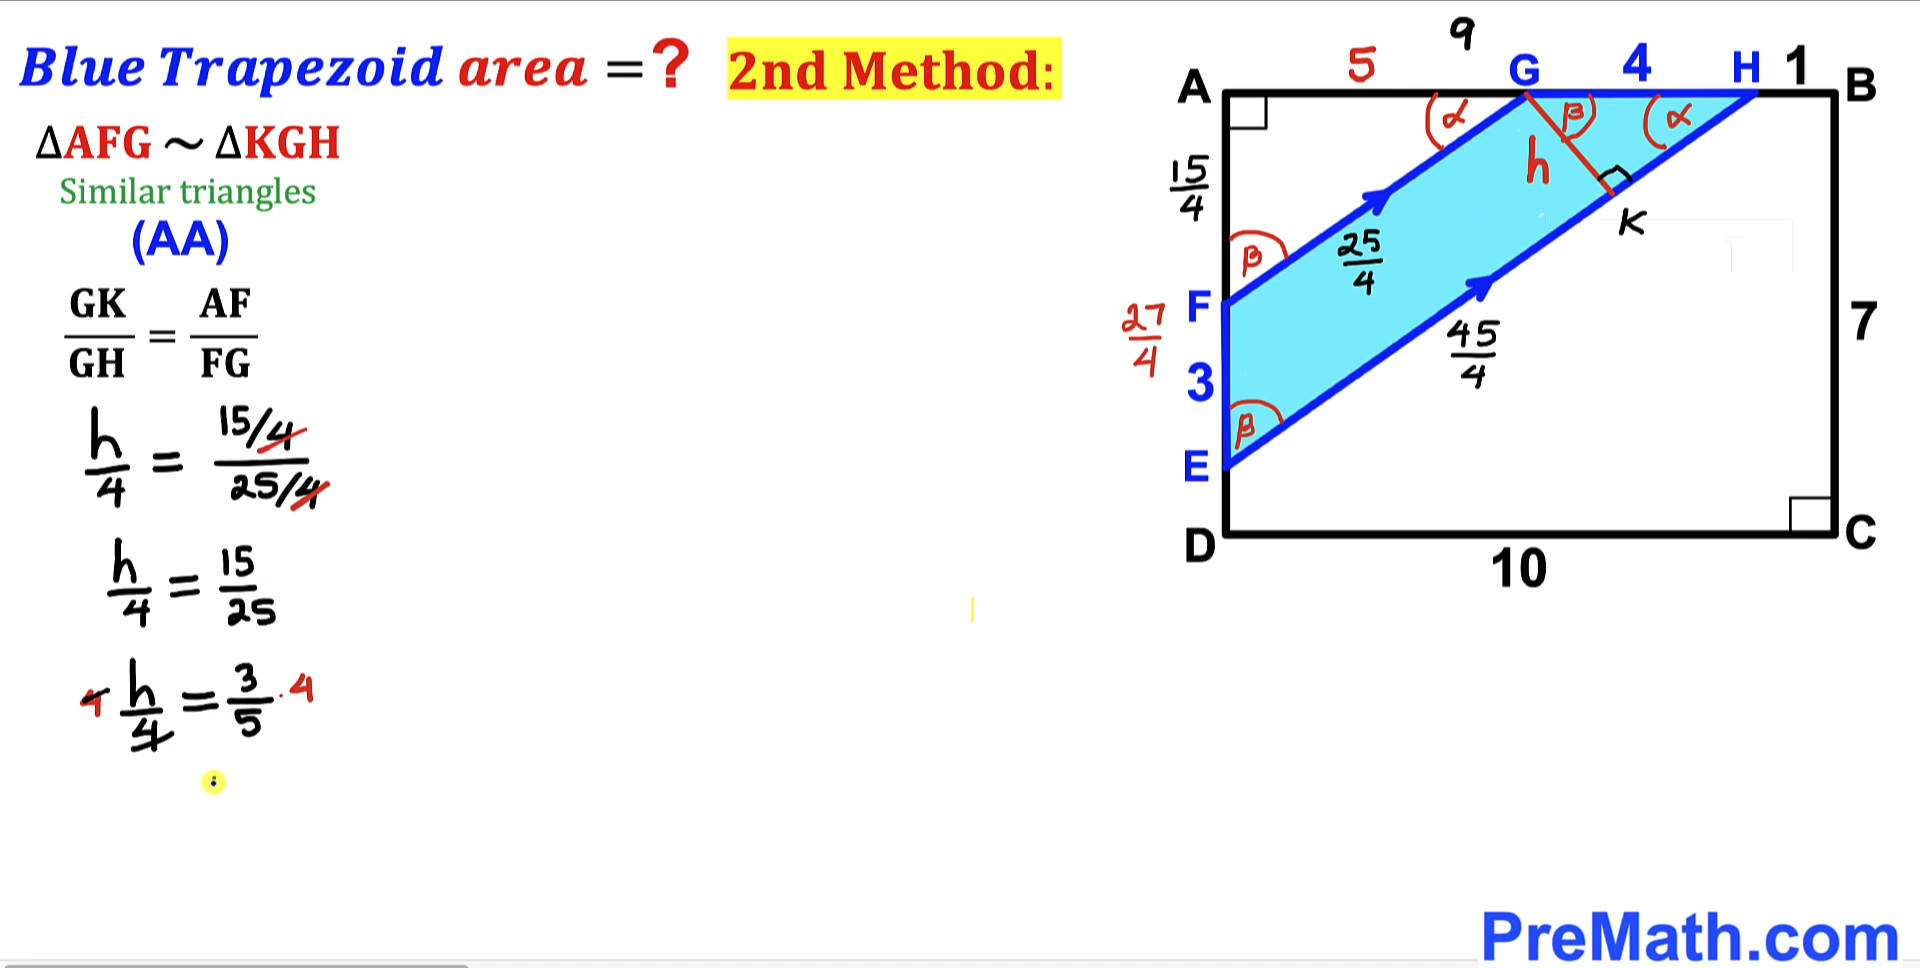 Blue Trapezoid area = ? 2nd Method:
ΔAFG ~ ΔKGH
Similar triangles
(AA)
GK/GH = AF/FG
h/4 = (15/4)/(25/4)
h/4 = 15/25
4 h/4 = 3/5 · 4
9
A 5 G 4 H 1 B
α β α
15/4
h
K
β
25/4
F
27/4
7
45/4
3
β
E
D C
10
PreMath.com